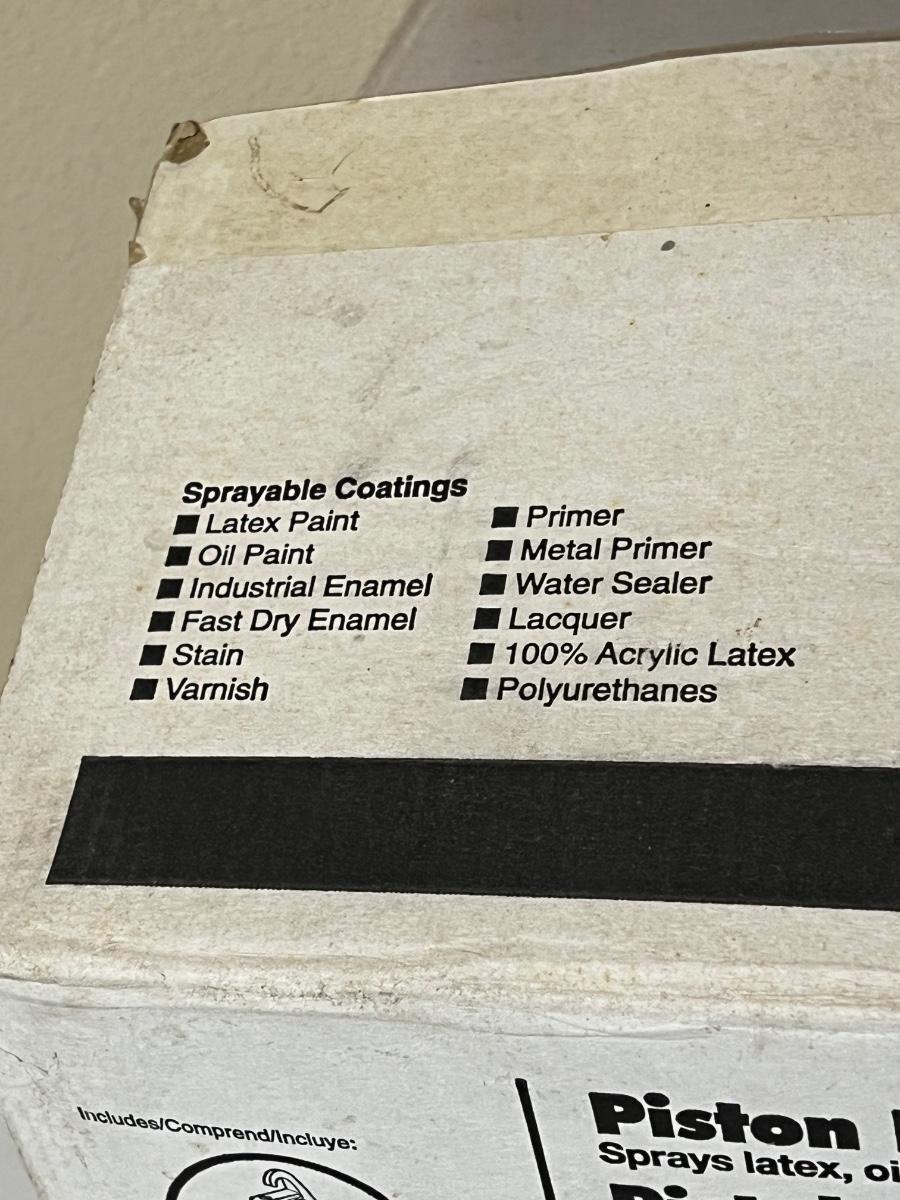 Sprayable Coatings
■ Latex Paint
■ Oil Paint
■ Industrial Enamel
■ Fast Dry Enamel
■ Stain
■ Varnish
■ Primer
■ Metal Primer
■ Water Sealer
■ Lacquer
■ 100% Acrylic Latex
■ Polyurethanes
Includes/Comprend/Incluye:
Piston
Sprays latex, oi